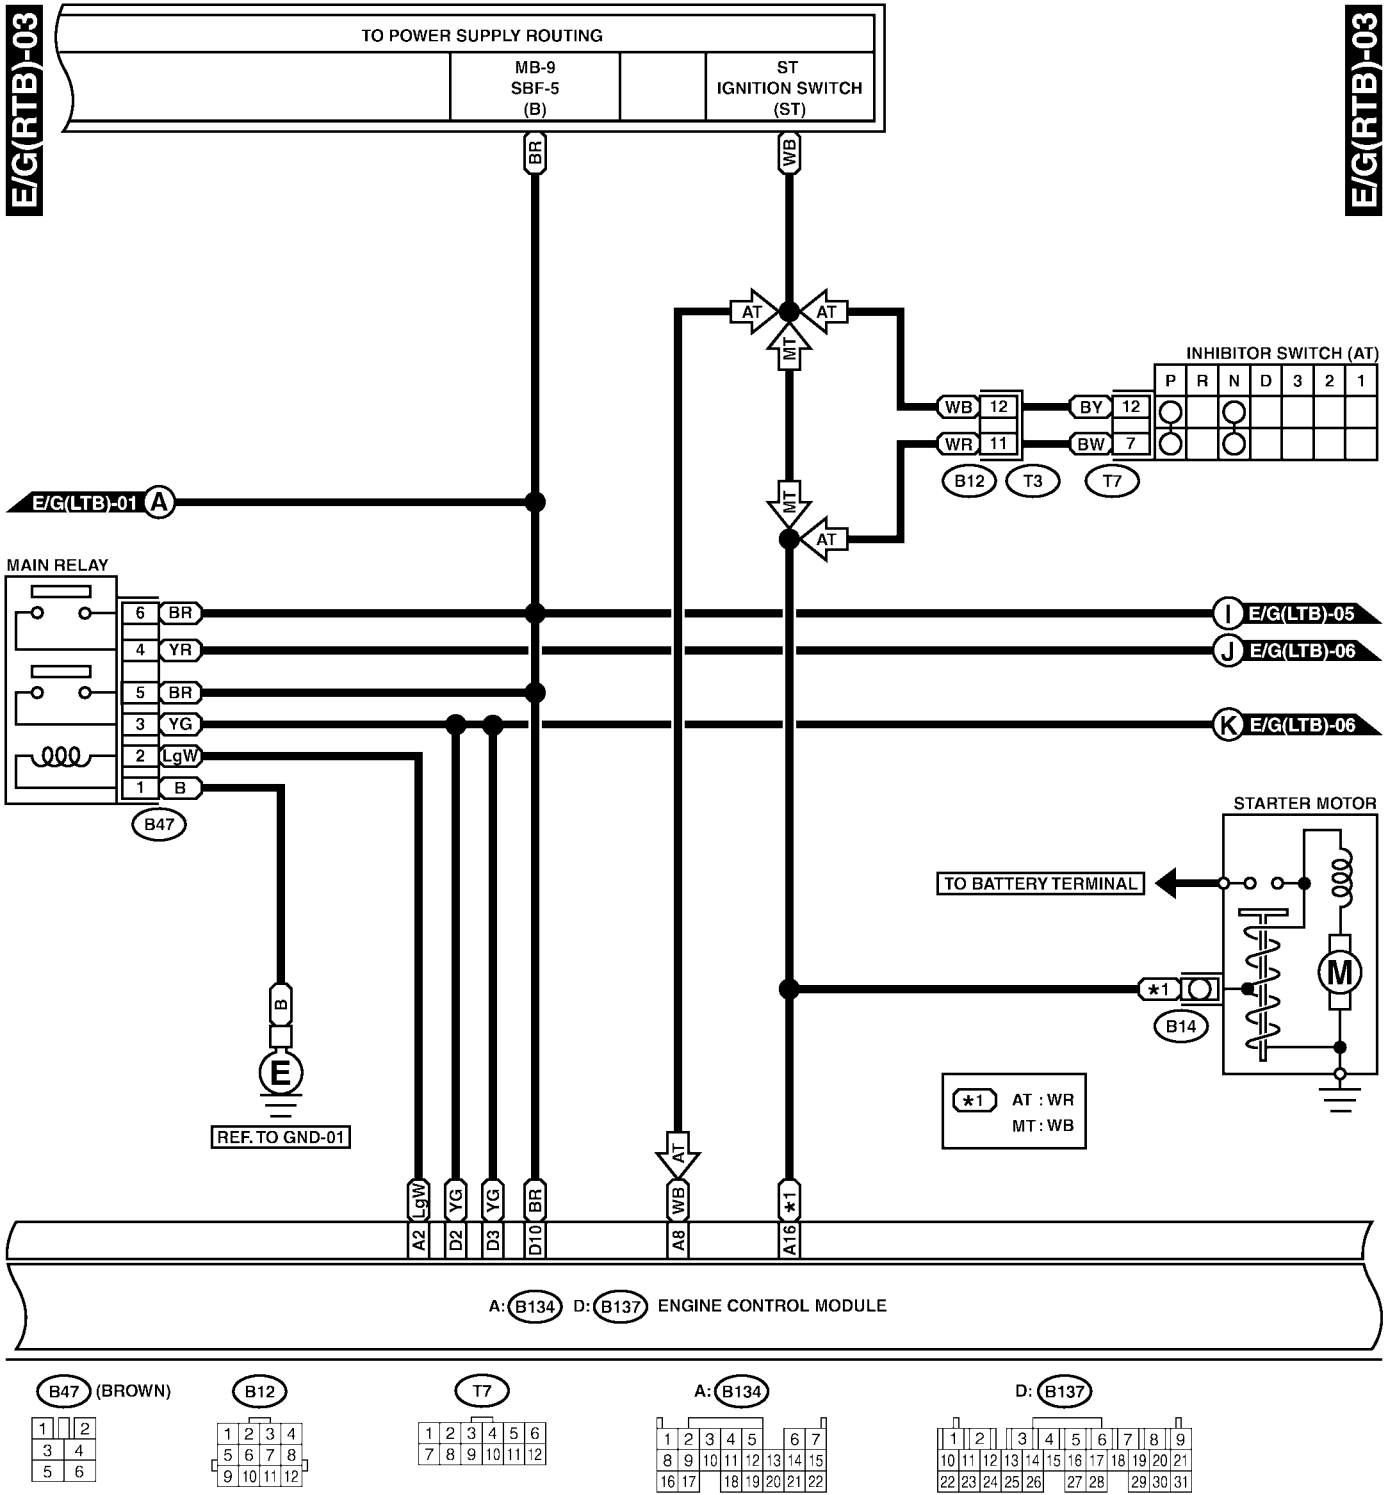 E/G(RTB)-03
E/G(RTB)-03
TO POWER SUPPLY ROUTING
MB-9
SBF-5
(B)
ST
IGNITION SWITCH
(ST)
BR
WB
AT
AT
MT
INHIBITOR SWITCH (AT)
P R N D 3 2 1
WB 12 BY 12
WR 11 BW 7
B12 T3 T7
MT
AT
E/G(LTB)-01 A
MAIN RELAY
6 BR
I E/G(LTB)-05
4 YR
J E/G(LTB)-06
5 BR
3 YG
K E/G(LTB)-06
2 LgW
1 B
B47
STARTER MOTOR
TO BATTERY TERMINAL
M
*1
B14
B
E
REF. TO GND-01
*1 AT : WR
MT : WB
AT
LgW YG YG BR WB *1
A2 D2 D3 D10 A8 A16
A: B134 D: B137 ENGINE CONTROL MODULE
B47 (BROWN)
1 2
3 4
5 6
B12
1 2 3 4
5 6 7 8
9 10 11 12
T7
1 2 3 4 5 6
7 8 9 10 11 12
A: B134
1 2 3 4 5 6 7
8 9 10 11 12 13 14 15
16 17 18 19 20 21 22
D: B137
1 2 3 4 5 6 7 8 9
10 11 12 13 14 15 16 17 18 19 20 21
22 23 24 25 26 27 28 29 30 31